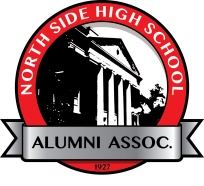 NORTH SIDE HIGH SCHOOL
ALUMNI ASSOC.
1927